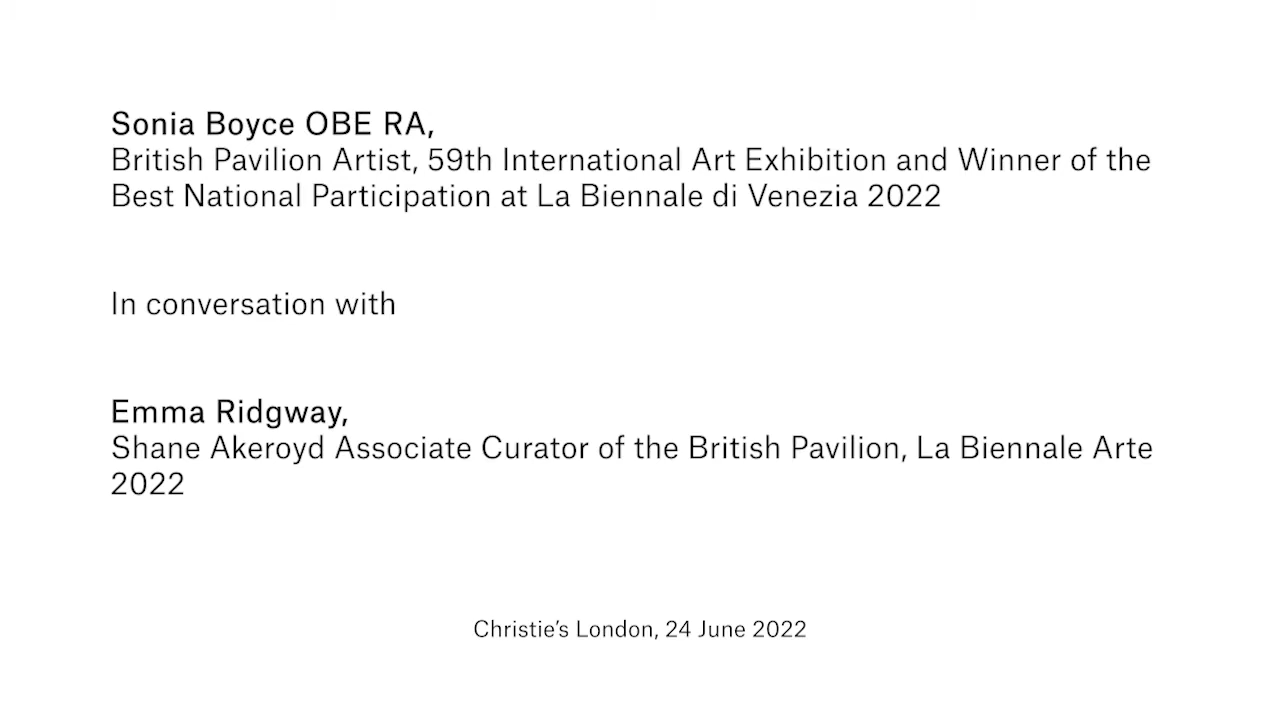 Sonia Boyce OBE RA,
British Pavilion Artist, 59th International Art Exhibition and Winner of the
Best National Participation at La Biennale di Venezia 2022
In conversation with
Emma Ridgway,
Shane Akeroyd Associate Curator of the British Pavilion, La Biennale Arte
2022
Christie’s London, 24 June 2022